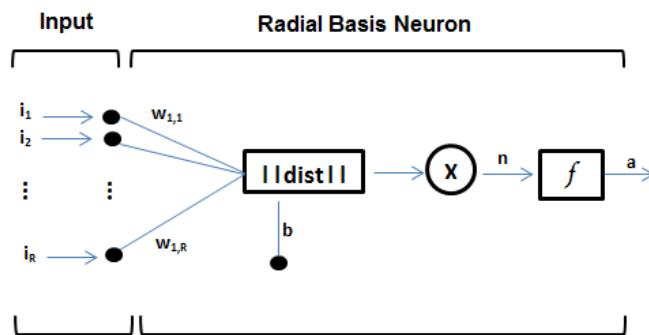 Input
Radial Basis Neuron
i1
w1,1
i2
||dist||
X
n
f
a
b
iR
w1,R